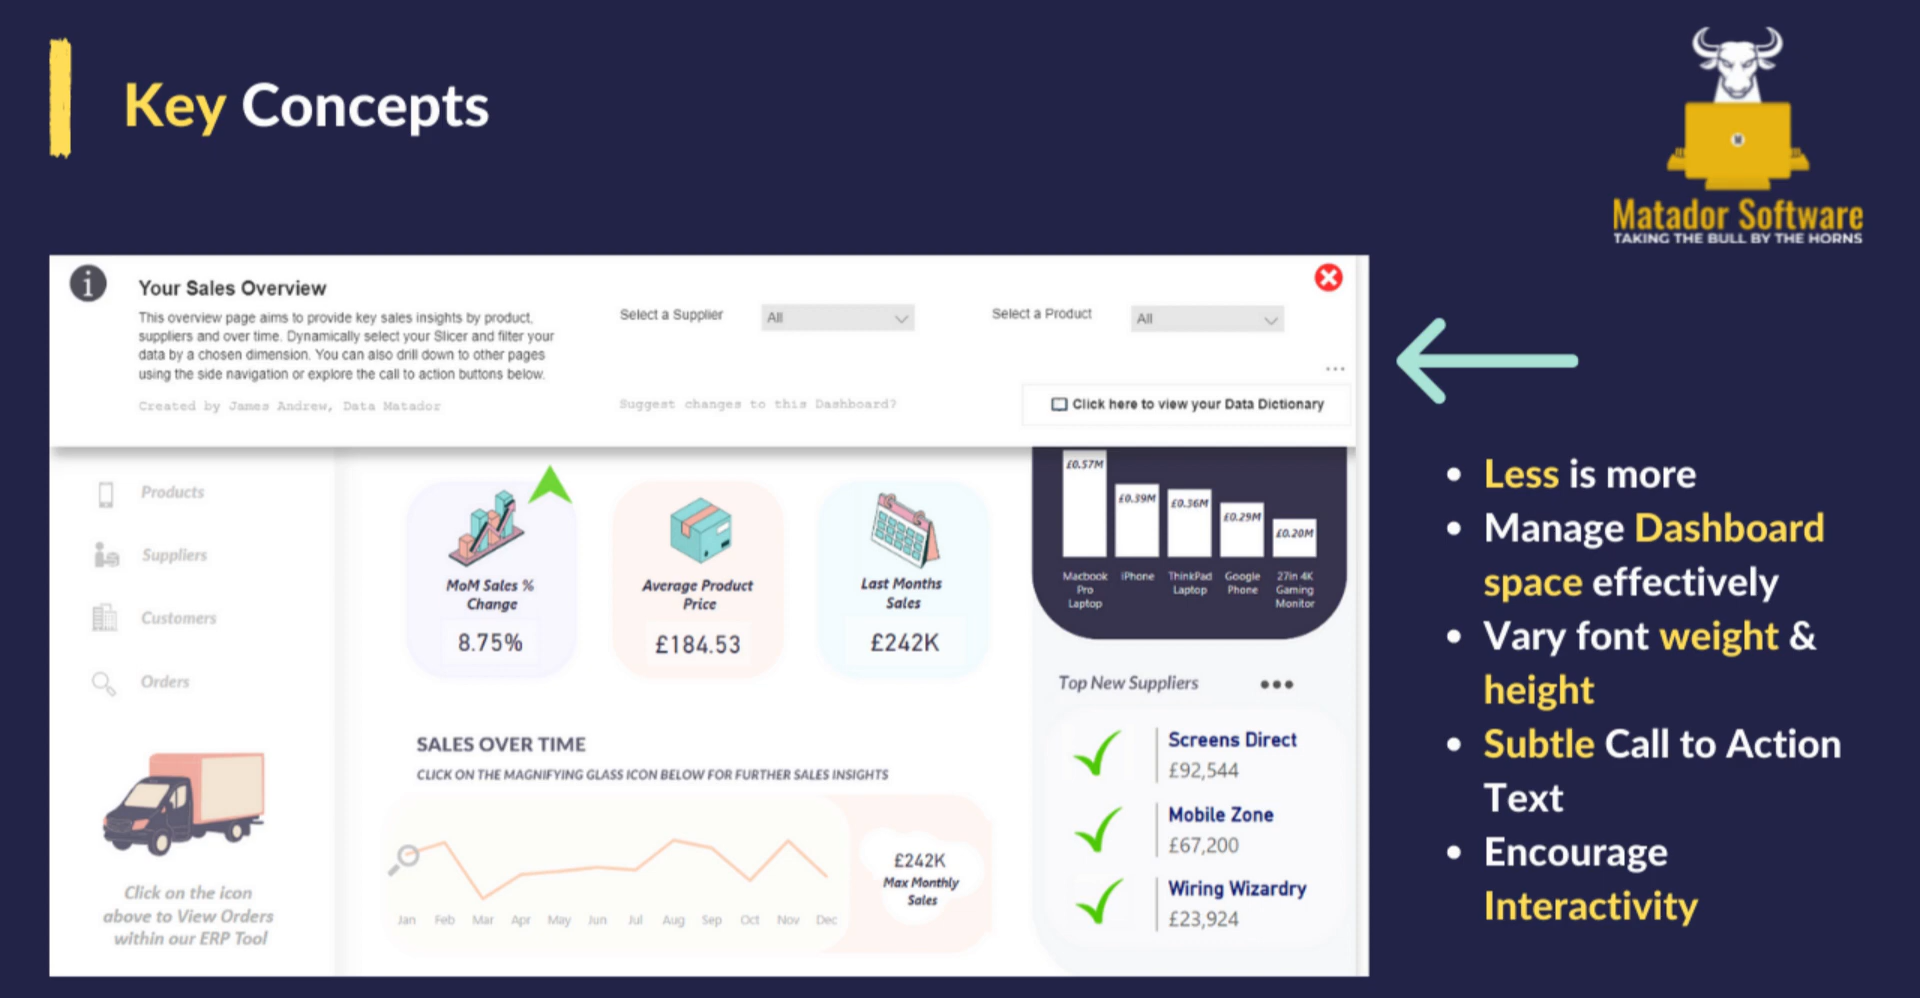 Key Concepts
Matador Software
TAKING THE BULL BY THE HORNS
i
Your Sales Overview
This overview page aims to provide key sales insights by product,
suppliers and over time. Dynamically select your Slicer and filter your
data by a chosen dimension. You can also drill down to other pages
using the side navigation or explore the call to action buttons below.
Created by James Andrew, Data Matador
Select a Supplier
All
Suggest changes to this Dashboard?
Select a Product
All
Click here to view your Data Dictionary
Products
Suppliers
Customers
Orders
Click on the icon
above to View Orders
within our ERP Tool
MoM Sales %
Change
8.75%
Average Product
Price
£184.53
Last Months
Sales
£242K
£0.57M
£0.39M
£0.36M
£0.29M
£0.20M
Macbook
Pro
Laptop
iPhone
ThinkPad
Laptop
Google
Phone
27in 4K
Gaming
Monitor
SALES OVER TIME
CLICK ON THE MAGNIFYING GLASS ICON BELOW FOR FURTHER SALES INSIGHTS
Jan Feb Mar Apr May Jun Jul Aug Sep Oct Nov Dec
£242K
Max Monthly
Sales
Top New Suppliers
Screens Direct
£92,544
Mobile Zone
£67,200
Wiring Wizardry
£23,924
• Less is more
• Manage Dashboard
space effectively
• Vary font weight &
height
• Subtle Call to Action
Text
• Encourage
Interactivity